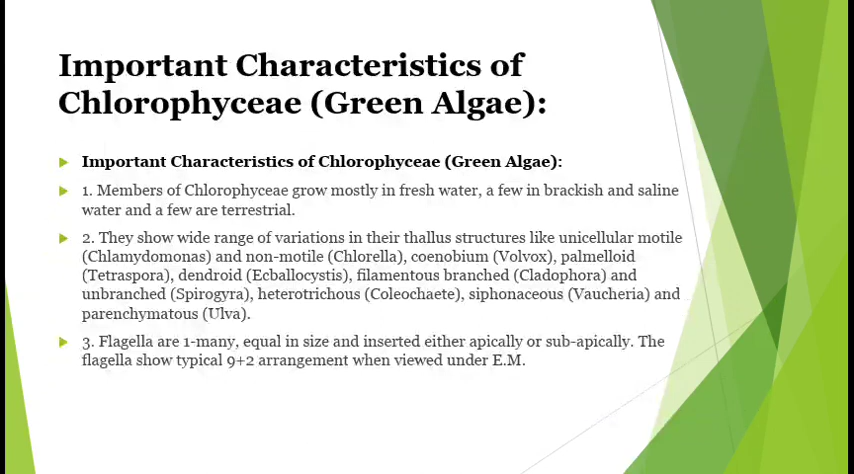 Important Characteristics of
Chlorophyceae (Green Algae):
Important Characteristics of Chlorophyceae (Green Algae):
1. Members of Chlorophyceae grow mostly in fresh water, a few in brackish and saline
water and a few are terrestrial.
2. They show wide range of variations in their thallus structures like unicellular motile
(Chlamydomonas) and non-motile (Chlorella), coenobium (Volvox), palmelloid
(Tetraspora), dendroid (Ecballocystis), filamentous branched (Cladophora) and
unbranched (Spirogyra), heterotrichous (Coleochaete), siphonaceous (Vaucheria) and
parenchymatous (Ulva).
3. Flagella are 1-many, equal in size and inserted either apically or sub-apically. The
flagella show typical 9+2 arrangement when viewed under E.M.